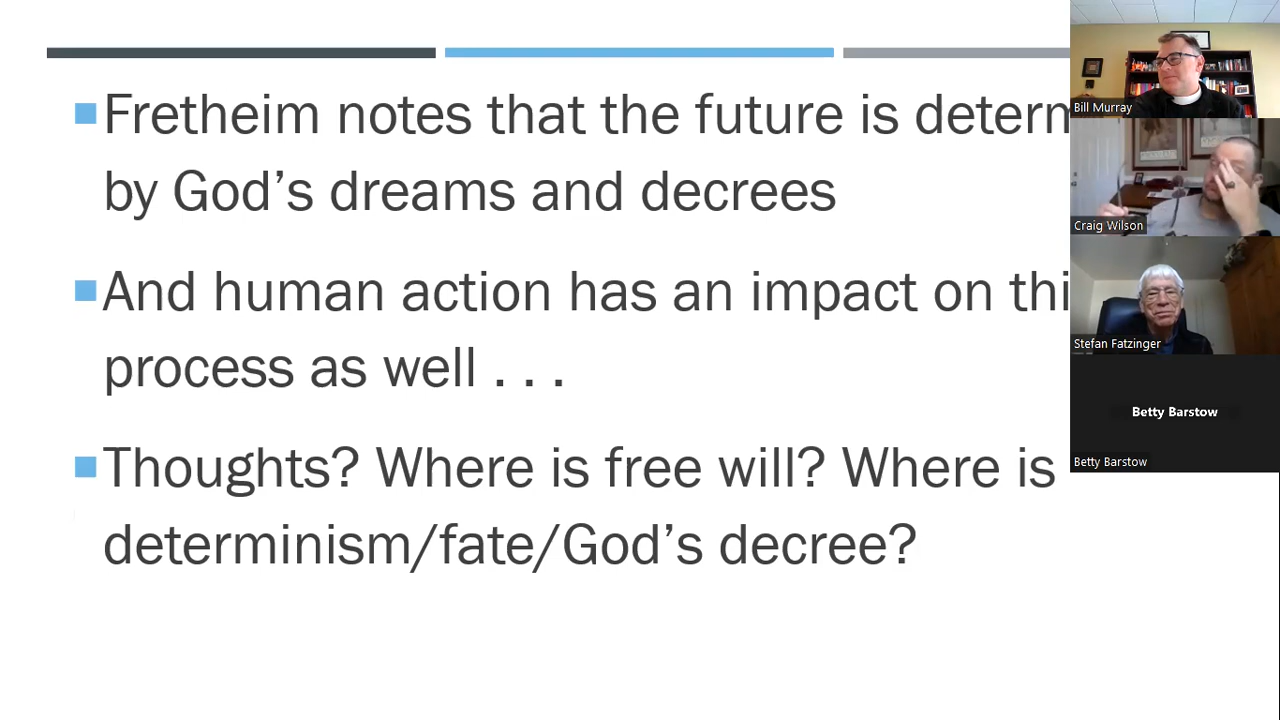 Fretheim notes that the future is
by God's dreams and decrees
And human action has an impact on
process as well . . .
Thoughts? Where is free will? Where is
determinism/fate/God's decree?
Bill Murray
Craig Wilson
Stefan Fatzinger
Betty Barstow
Betty Barstow